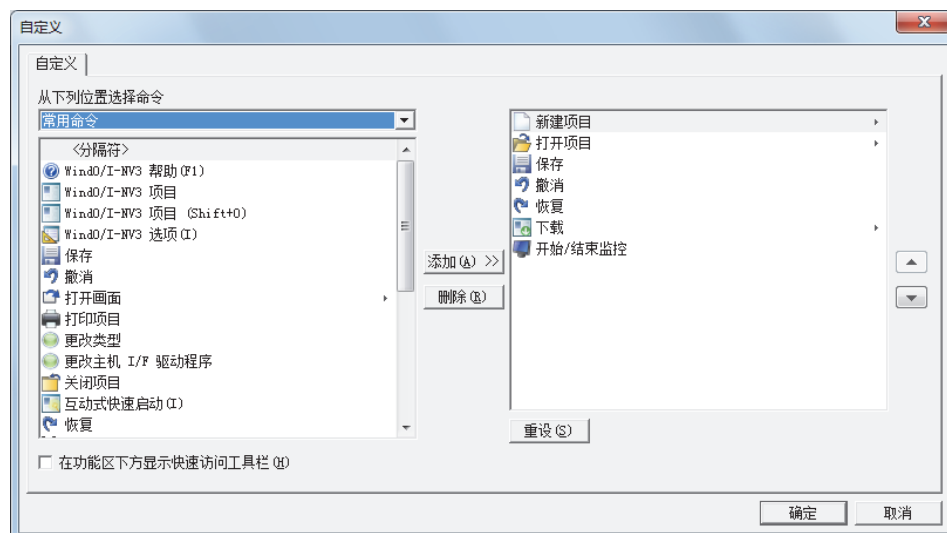 自定义
自定义
从下列位置选择命令
常用命令
<分隔符>
WindO/I-NV3 帮助(F1)
WindO/I-NV3 项目
WindO/I-NV3 项目 (Shift+O)
WindO/I-NV3 选项(I)
保存
撤消
打开画面
打印项目
更改类型
更改主机 I/F 驱动程序
关闭项目
互动式快速启动(I)
恢复
添加(A) >>
删除(R)
新建项目
打开项目
保存
撤消
恢复
下载
开始/结束监控
重设(S)
在功能区下方显示快速访问工具栏(H)
确定
取消